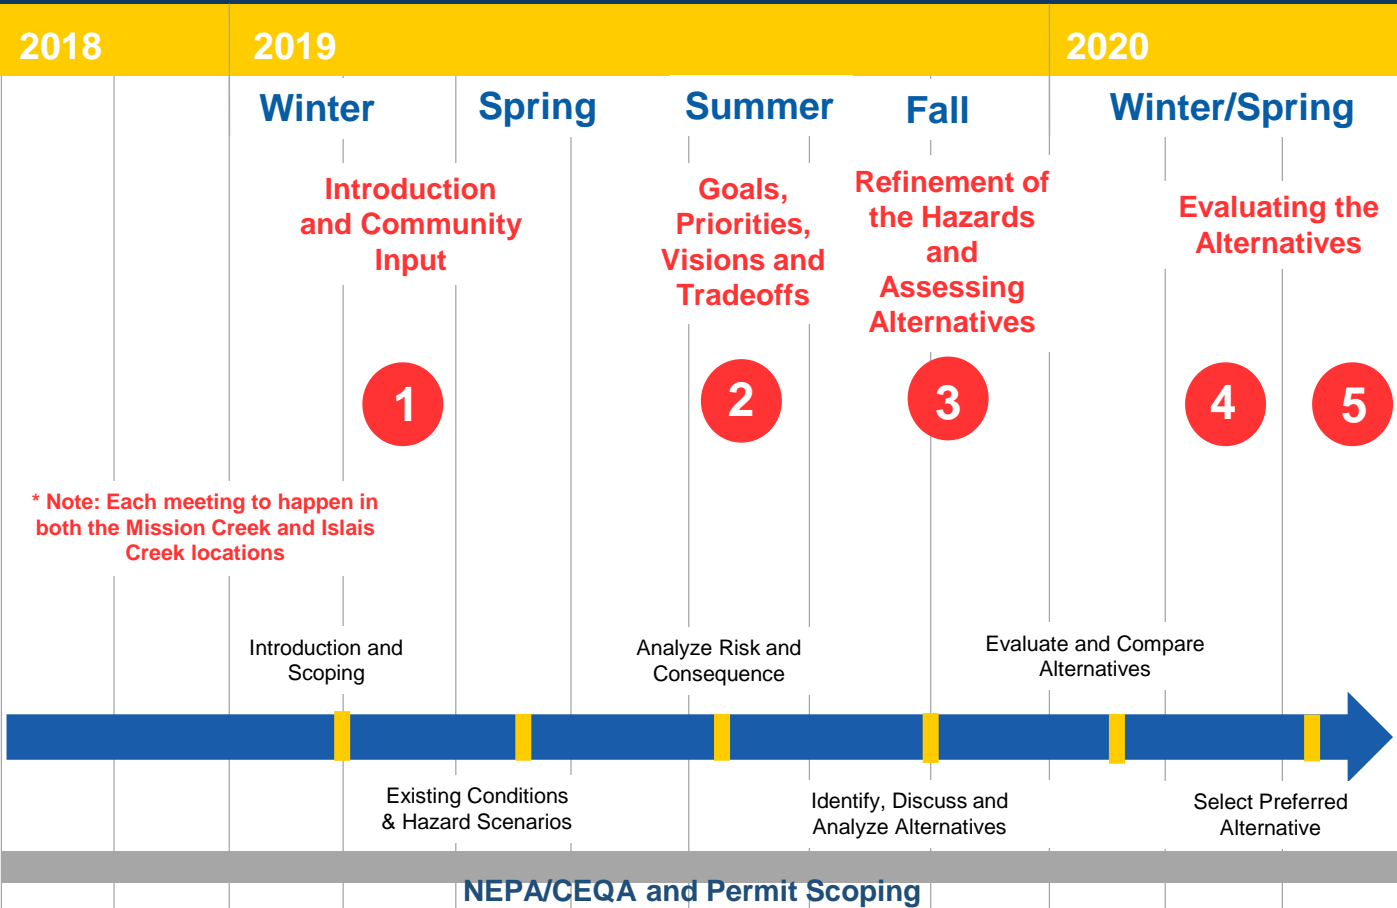 2018
2019
2020
Winter
Spring
Summer
Fall
Winter/Spring
Introduction
and Community
Input
Goals,
Priorities,
Visions and
Tradeoffs
Refinement of
the Hazards
and
Assessing
Alternatives
Evaluating the
Alternatives
1
2
3
4
5
* Note: Each meeting to happen in
both the Mission Creek and Islais
Creek locations
Introduction and
Scoping
Analyze Risk and
Consequence
Evaluate and Compare
Alternatives
Existing Conditions
& Hazard Scenarios
Identify, Discuss and
Analyze Alternatives
Select Preferred
Alternative
NEPA/CEQA and Permit Scoping